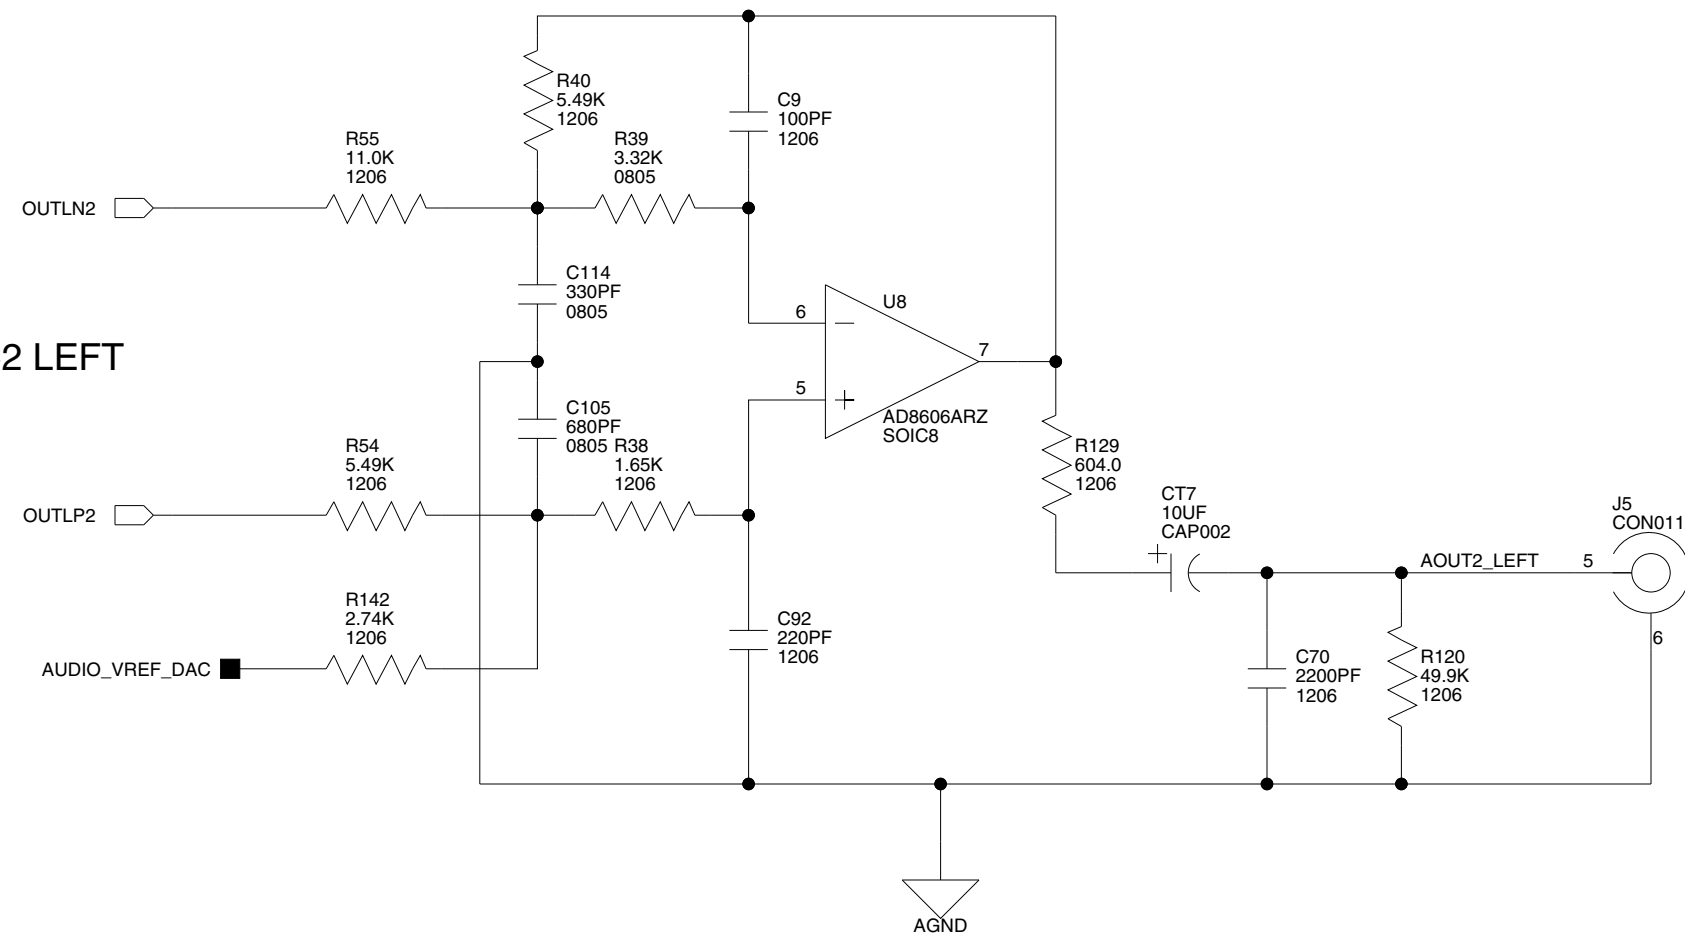 R40
5.49K
1206
C9
100PF
1206
R55
11.0K
1206
R39
3.32K
0805
OUTLN2
C114
330PF
0805
U8
6
7
5
AD8606ARZ
SOIC8
2 LEFT
C105
680PF
0805
R54
5.49K
1206
R38
1.65K
1206
OUTLP2
R129
604.0
1206
CT7
10UF
CAP002
+
J5
CON011
AOUT2_LEFT
5
6
R142
2.74K
1206
AUDIO_VREF_DAC
C92
220PF
1206
C70
2200PF
1206
R120
49.9K
1206
AGND